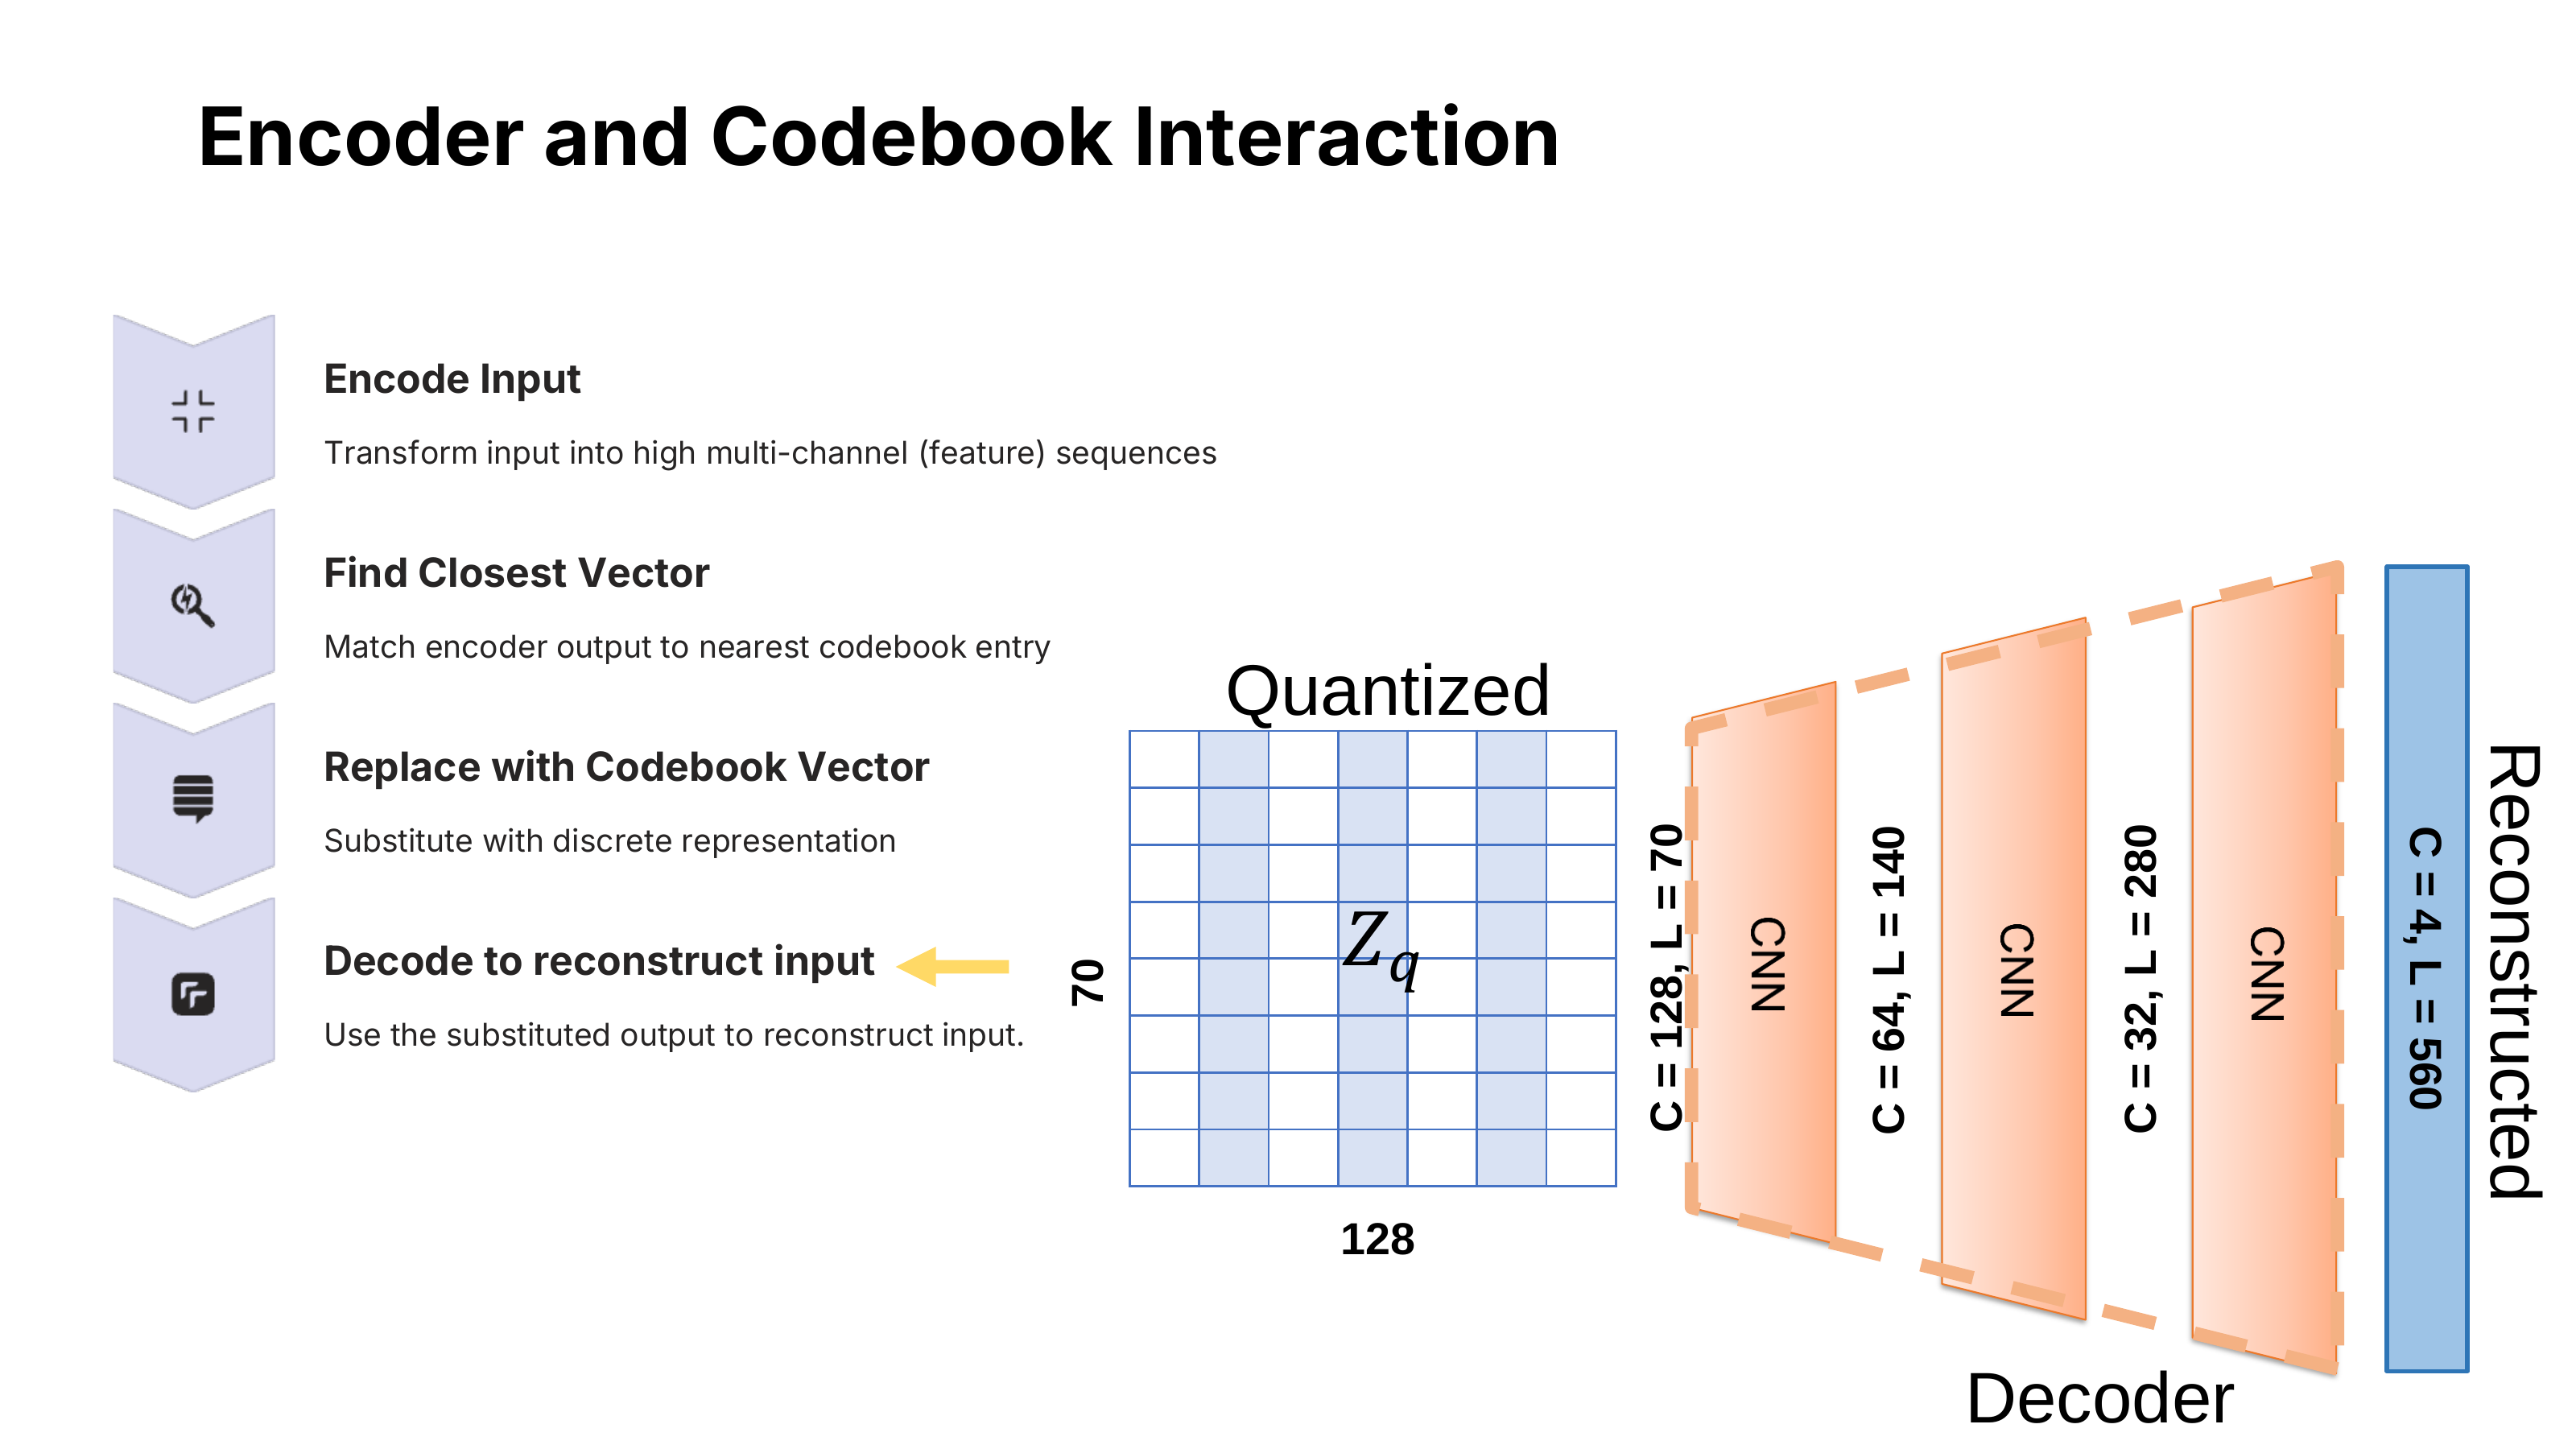 Encoder and Codebook Interaction
Encode Input
Transform input into high multi-channel (feature) sequences
Find Closest Vector
Match encoder output to nearest codebook entry
Replace with Codebook Vector
Substitute with discrete representation
Decode to reconstruct input
Use the substituted output to reconstruct input.
Quantized
Z_q
70
128
C = 128, L = 70
CNN
C = 64, L = 140
CNN
C = 32, L = 280
CNN
C = 4, L = 560
Reconstructed
Decoder